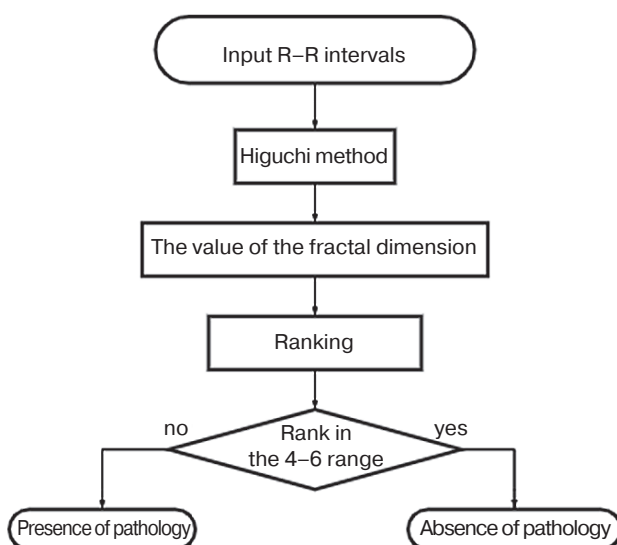 Input R–R intervals
Higuchi method
The value of the fractal dimension
Ranking
no
yes
Rank in
the 4–6 range
Presence of pathology
Absence of pathology